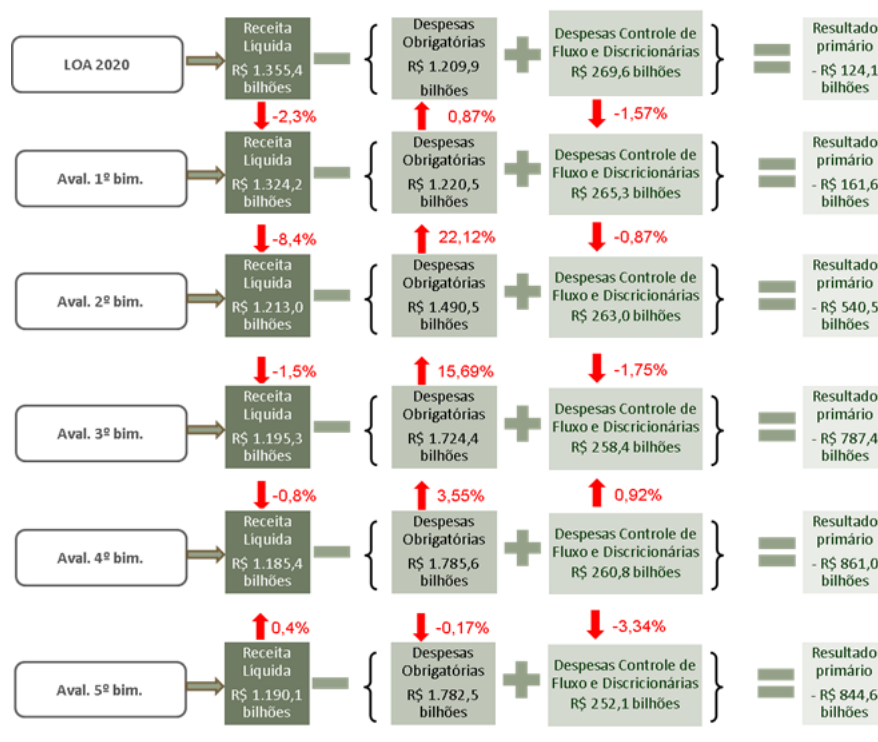 LOA 2020
Receita
Liquida
R$ 1.355,4
bilhões
Despesas
Obrigatórias
R$ 1.209,9
bilhões
Despesas Controle de
Fluxo e Discricionárias
R$ 269,6 bilhões
Resultado
primário
- R$ 124,1
bilhões
-2,3%
0,87%
-1,57%
Aval. 1º bim.
Receita
Liquida
R$ 1.324,2
bilhões
Despesas
Obrigatórias
R$ 1.220,5
bilhões
Despesas Controle de
Fluxo e Discricionárias
R$ 265,3 bilhões
Resultado
primário
- R$ 161,6
bilhões
-8,4%
22,12%
-0,87%
Aval. 2º bim.
Receita
Liquida
R$ 1.213,0
bilhões
Despesas
Obrigatórias
R$ 1.490,5
bilhões
Despesas Controle de
Fluxo e Discricionárias
R$ 263,0 bilhões
Resultado
primário
- R$ 540,5
bilhões
-1,5%
15,69%
-1,75%
Aval. 3º bim.
Receita
Liquida
R$ 1.195,3
bilhões
Despesas
Obrigatórias
R$ 1.724,4
bilhões
Despesas Controle de
Fluxo e Discricionárias
R$ 258,4 bilhões
Resultado
primário
- R$ 787,4
bilhões
-0,8%
3,55%
0,92%
Aval. 4º bim.
Receita
Liquida
R$ 1.185,4
bilhões
Despesas
Obrigatórias
R$ 1.785,6
bilhões
Despesas Controle de
Fluxo e Discricionárias
R$ 260,8 bilhões
Resultado
primário
- R$ 861,0
bilhões
0,4%
-0,17%
-3,34%
Aval. 5º bim.
Receita
Liquida
R$ 1.190,1
bilhões
Despesas
Obrigatórias
R$ 1.782,5
bilhões
Despesas Controle de
Fluxo e Discricionárias
R$ 252,1 bilhões
Resultado
primário
- R$ 844,6
bilhões